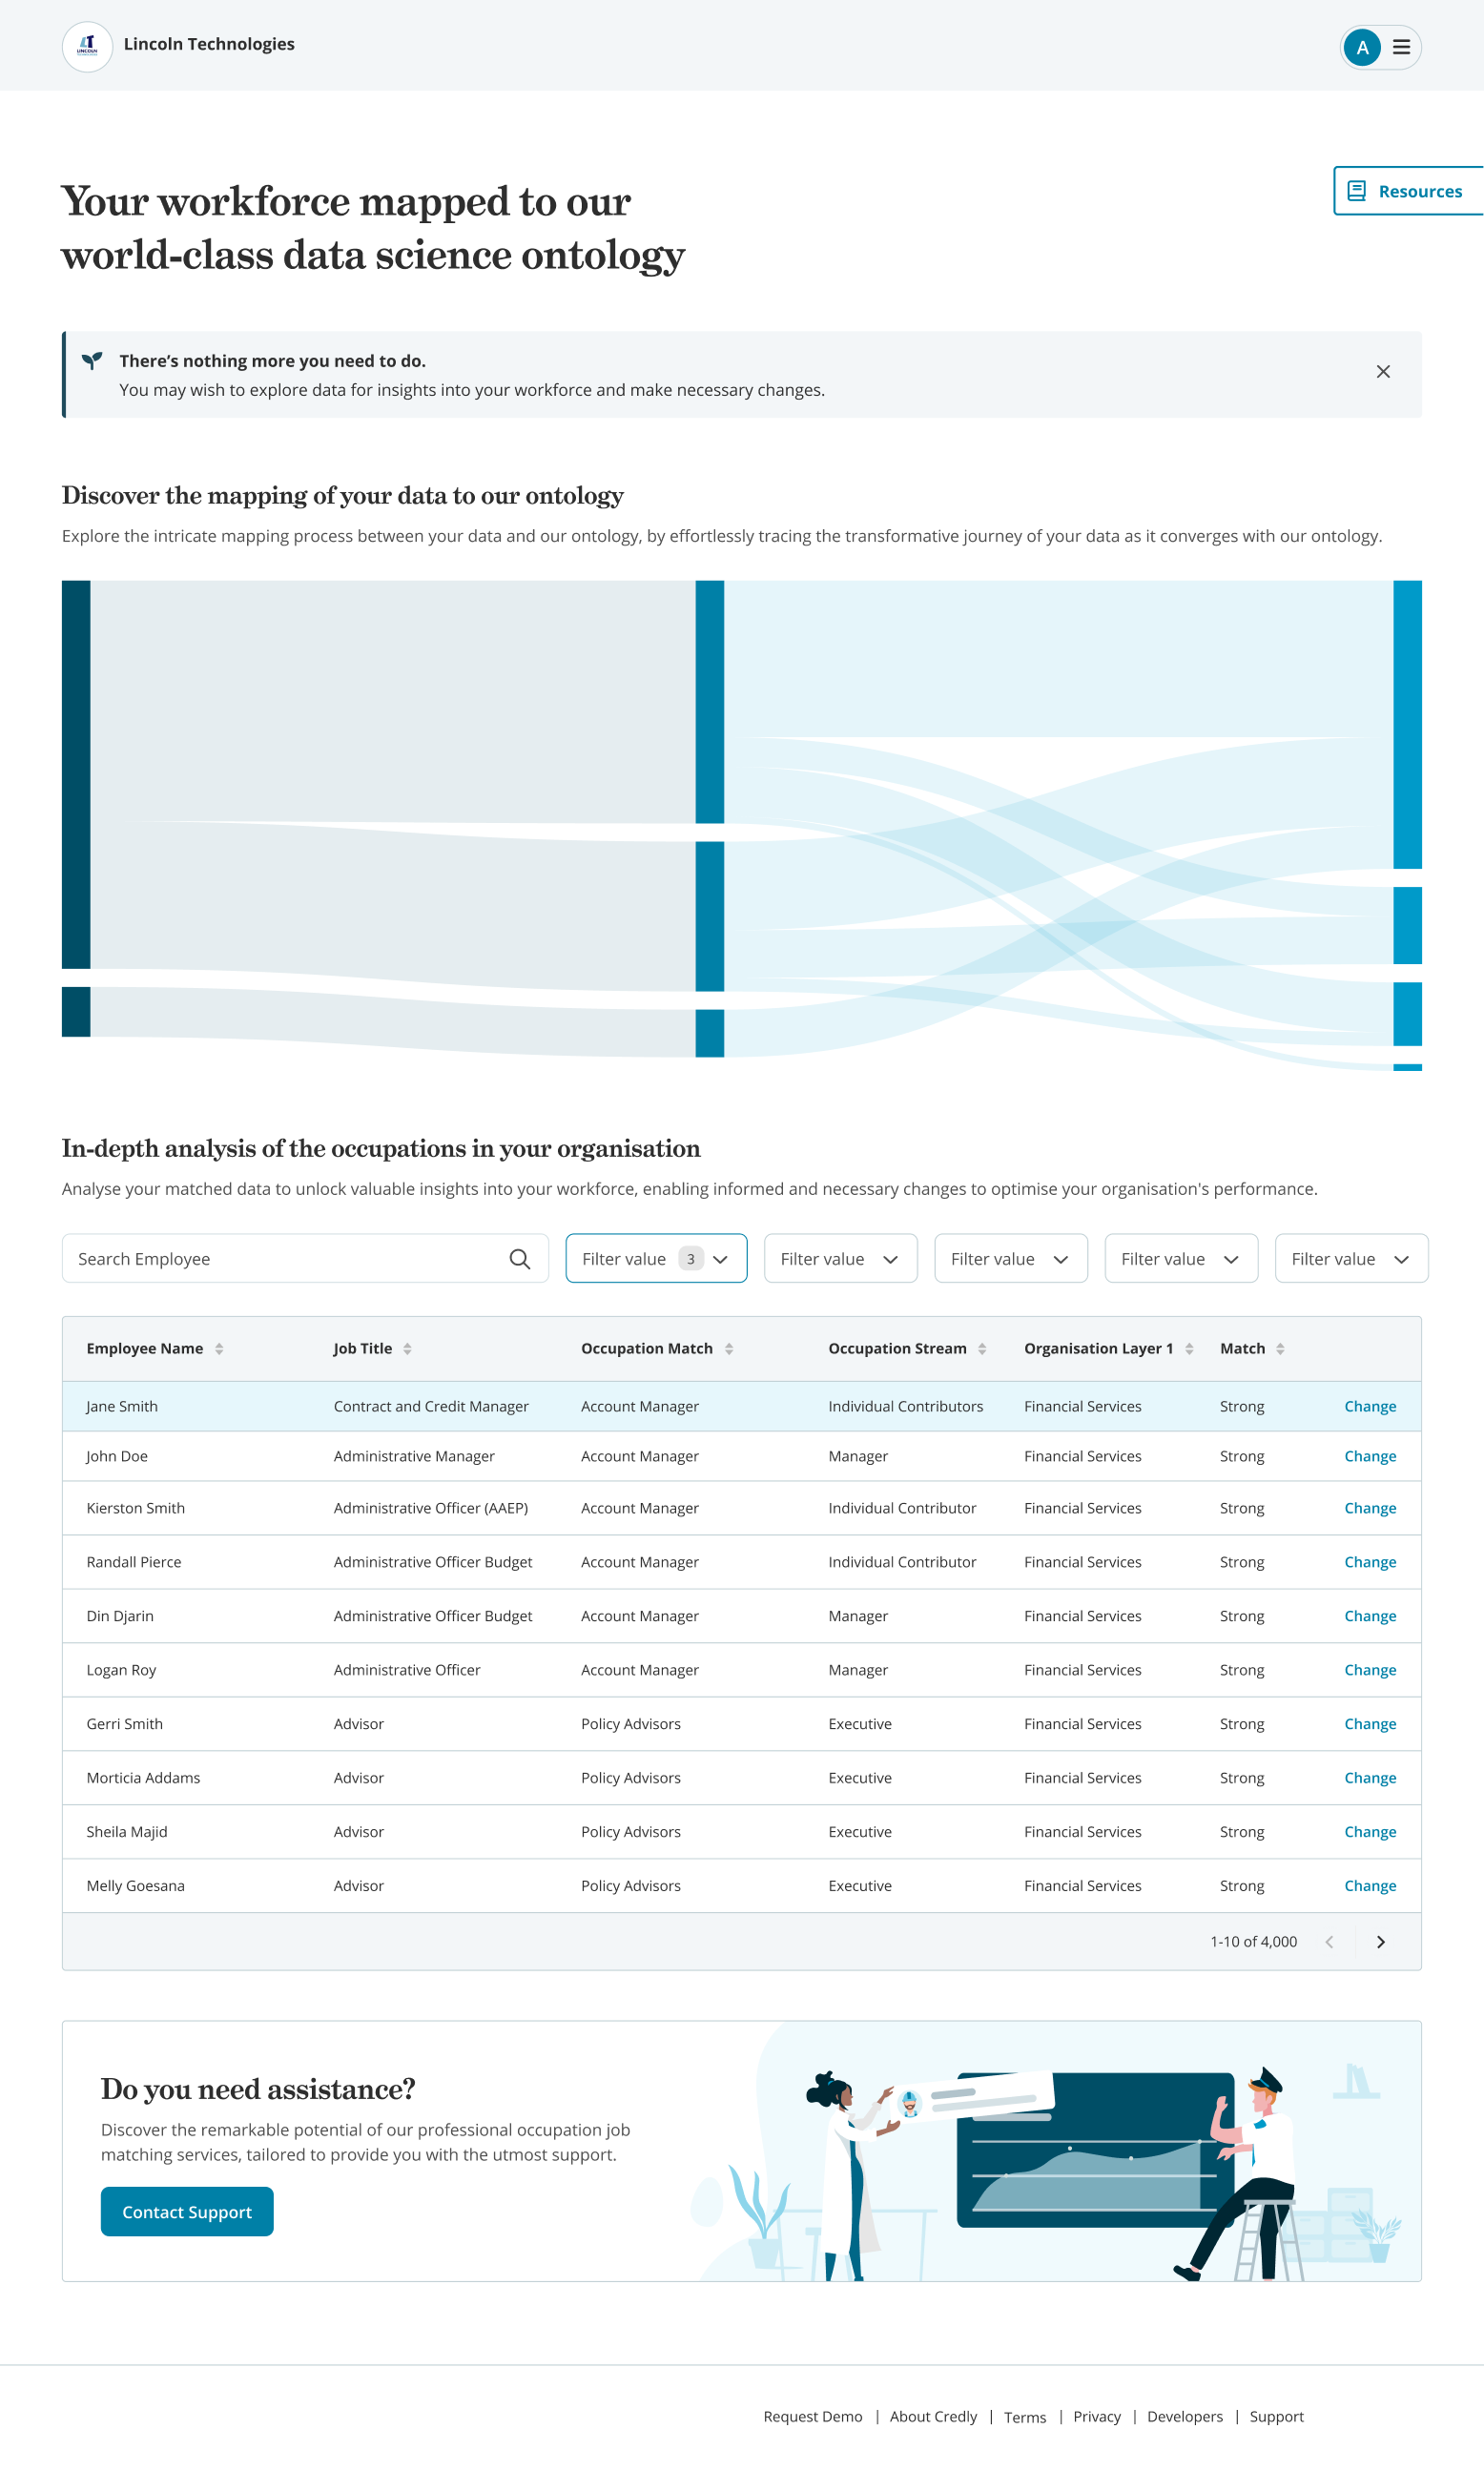 LINCOLN
Lincoln Technologies
A
Resources
Your workforce mapped to our
world-class data science ontology
There’s nothing more you need to do.
You may wish to explore data for insights into your workforce and make necessary changes.
Discover the mapping of your data to our ontology
Explore the intricate mapping process between your data and our ontology, by effortlessly tracing the transformative journey of your data as it converges with our ontology.
In-depth analysis of the occupations in your organisation
Analyse your matched data to unlock valuable insights into your workforce, enabling informed and necessary changes to optimise your organisation's performance.
Search Employee Filter value 3 Filter value Filter value Filter value Filter value
Employee Name Job Title Occupation Match Occupation Stream Organisation Layer 1 Match
Jane Smith Contract and Credit Manager Account Manager Individual Contributors Financial Services Strong Change
John Doe Administrative Manager Account Manager Manager Financial Services Strong Change
Kierston Smith Administrative Officer (AAEP) Account Manager Individual Contributor Financial Services Strong Change
Randall Pierce Administrative Officer Budget Account Manager Individual Contributor Financial Services Strong Change
Din Djarin Administrative Officer Budget Account Manager Manager Financial Services Strong Change
Logan Roy Administrative Officer Account Manager Manager Financial Services Strong Change
Gerri Smith Advisor Policy Advisors Executive Financial Services Strong Change
Morticia Addams Advisor Policy Advisors Executive Financial Services Strong Change
Sheila Majid Advisor Policy Advisors Executive Financial Services Strong Change
Melly Goesana Advisor Policy Advisors Executive Financial Services Strong Change
1-10 of 4,000
Do you need assistance?
Discover the remarkable potential of our professional occupation job
matching services, tailored to provide you with the utmost support.
Contact Support
Request Demo | About Credly | Terms | Privacy | Developers | Support